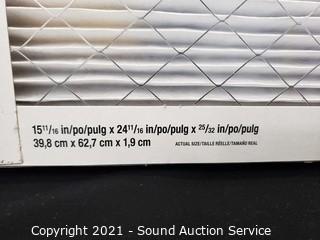 15 11/16 in/po/pulg x 24 11/16 in/po/pulg x 25/32 in/po/pulg
39,8 cm x 62,7 cm x 1,9 cm ACTUAL SIZE/TAILLE RÉELLE/TAMAÑO REAL
Copyright 2021 - Sound Auction Service